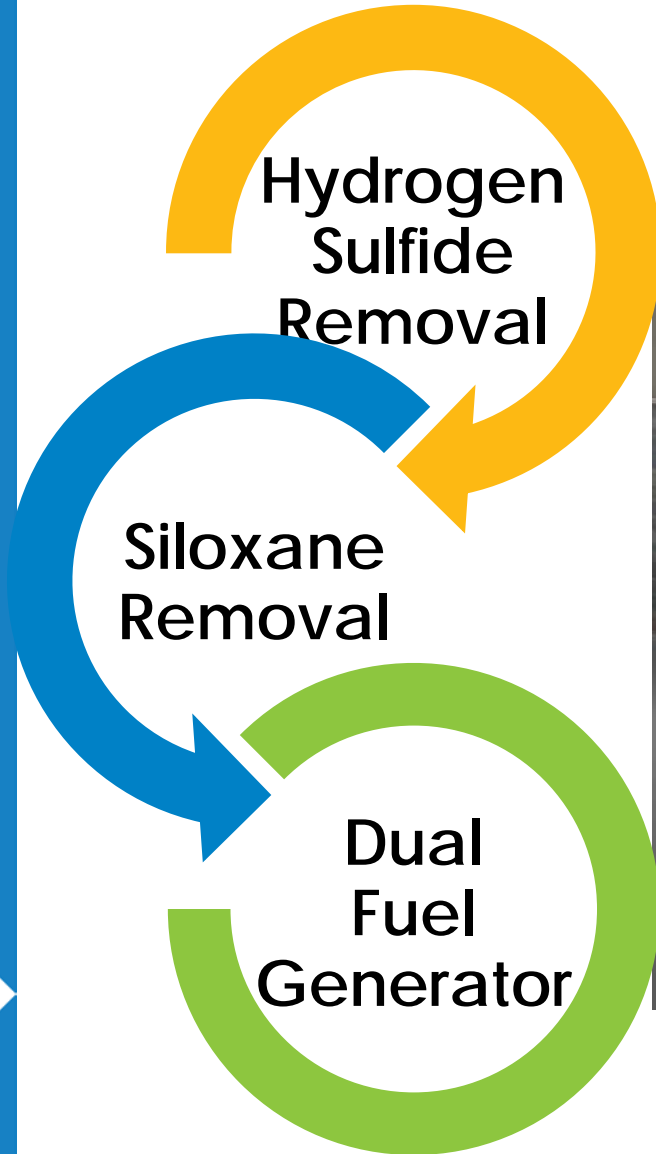 Hydrogen
Sulfide
Removal
Siloxane
Removal
Dual
Fuel
Generator